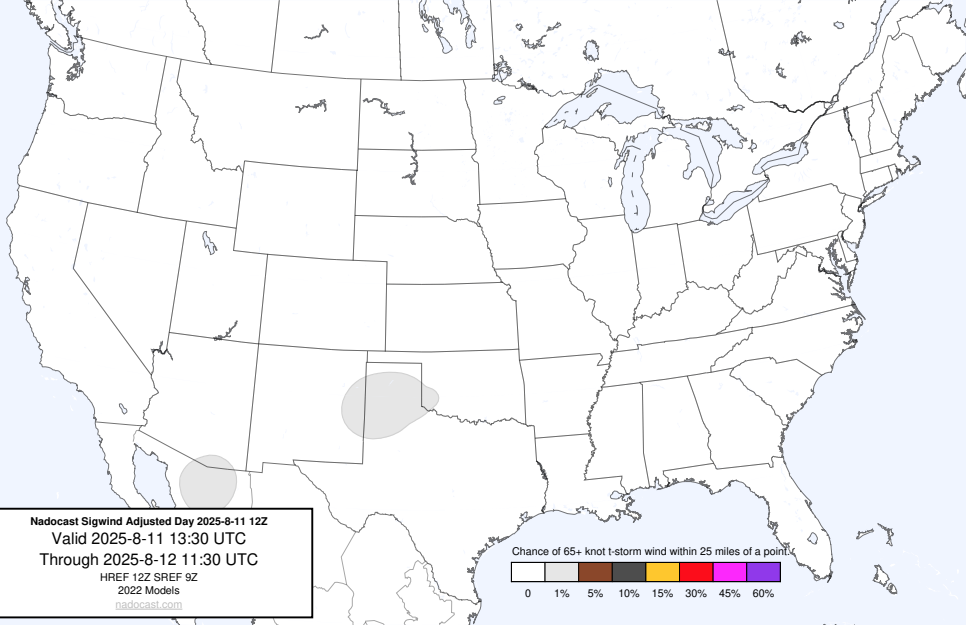 Nadocast Sigwind Adjusted Day 2025-8-11 12Z
Valid 2025-8-11 13:30 UTC
Through 2025-8-12 11:30 UTC
HREF 12Z SREF 9Z
2022 Models
nadocast.com
Chance of 65+ knot t-storm wind within 25 miles of a point.
0 1% 5% 10% 15% 30% 45% 60%